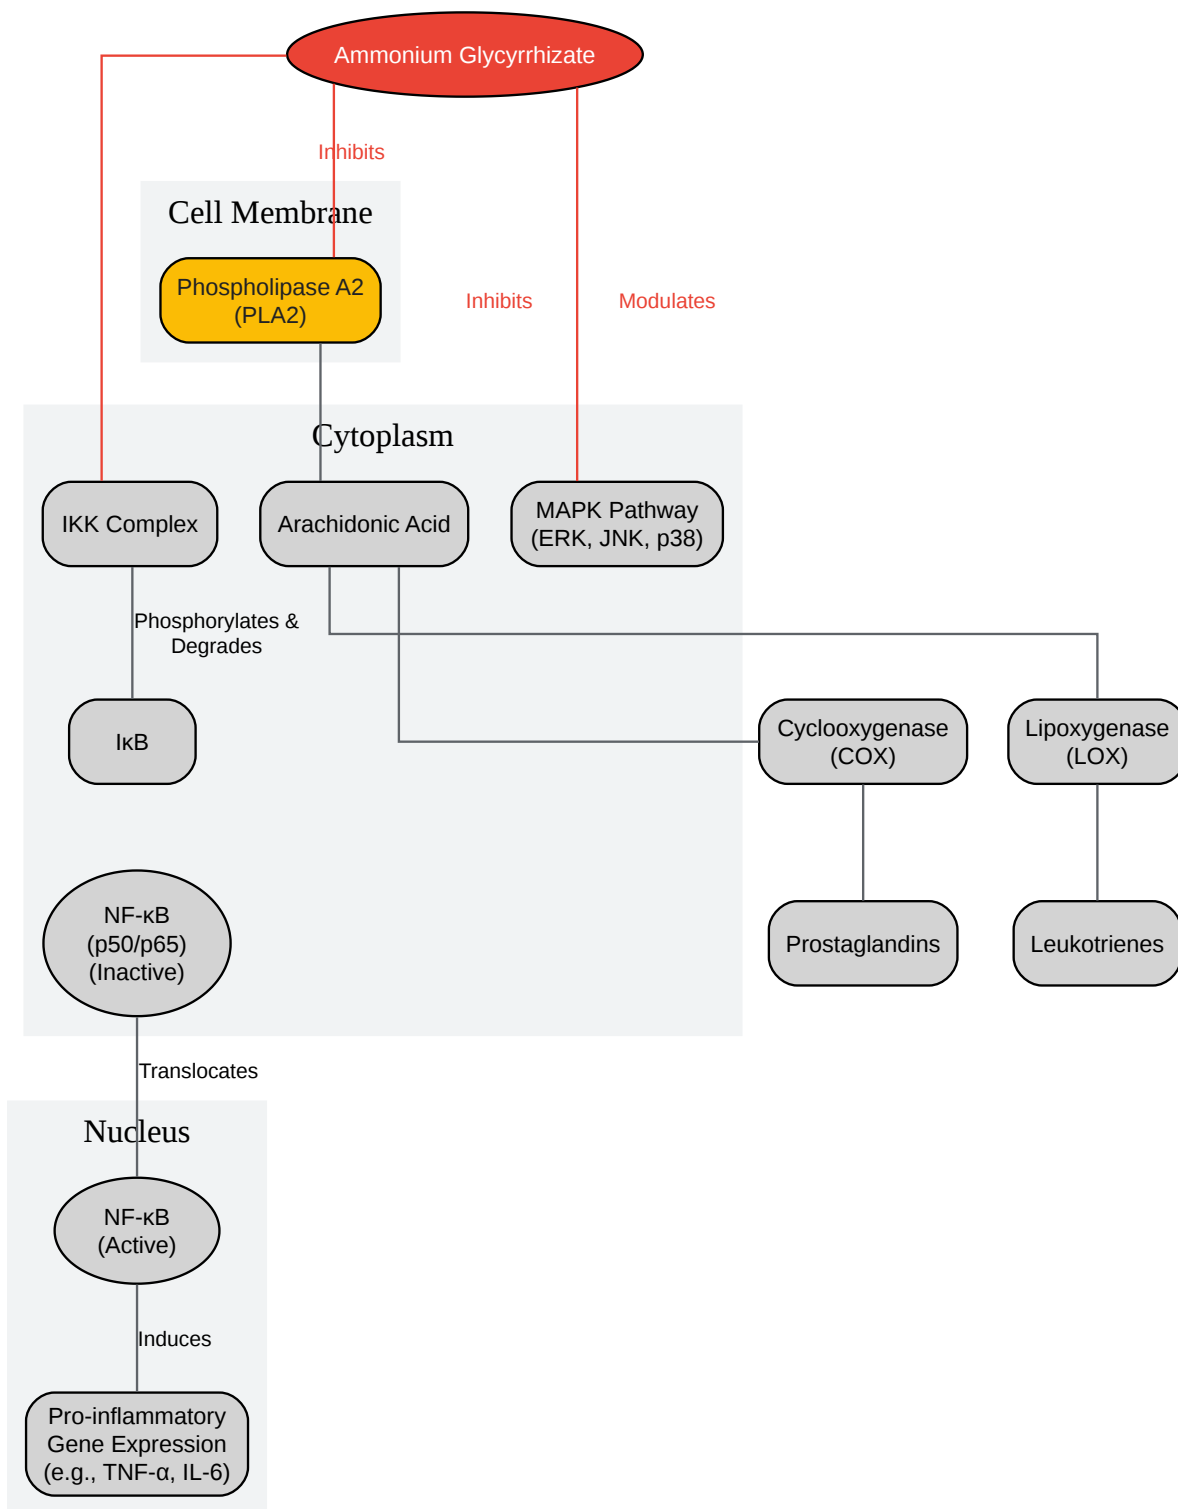 Ammonium Glycyrrhizate
Inhibits
Cell Membrane
Phospholipase A2
(PLA2)
Inhibits
Modulates
Cytoplasm
IKK Complex
Arachidonic Acid
MAPK Pathway
(ERK, JNK, p38)
Phosphorylates &
Degrades
IκB
Cyclooxygenase
(COX)
Lipoxygenase
(LOX)
NF-κB
(p50/p65)
(Inactive)
Prostaglandins
Leukotrienes
Translocates
Nucleus
NF-κB
(Active)
Induces
Pro-inflammatory
Gene Expression
(e.g., TNF-α, IL-6)